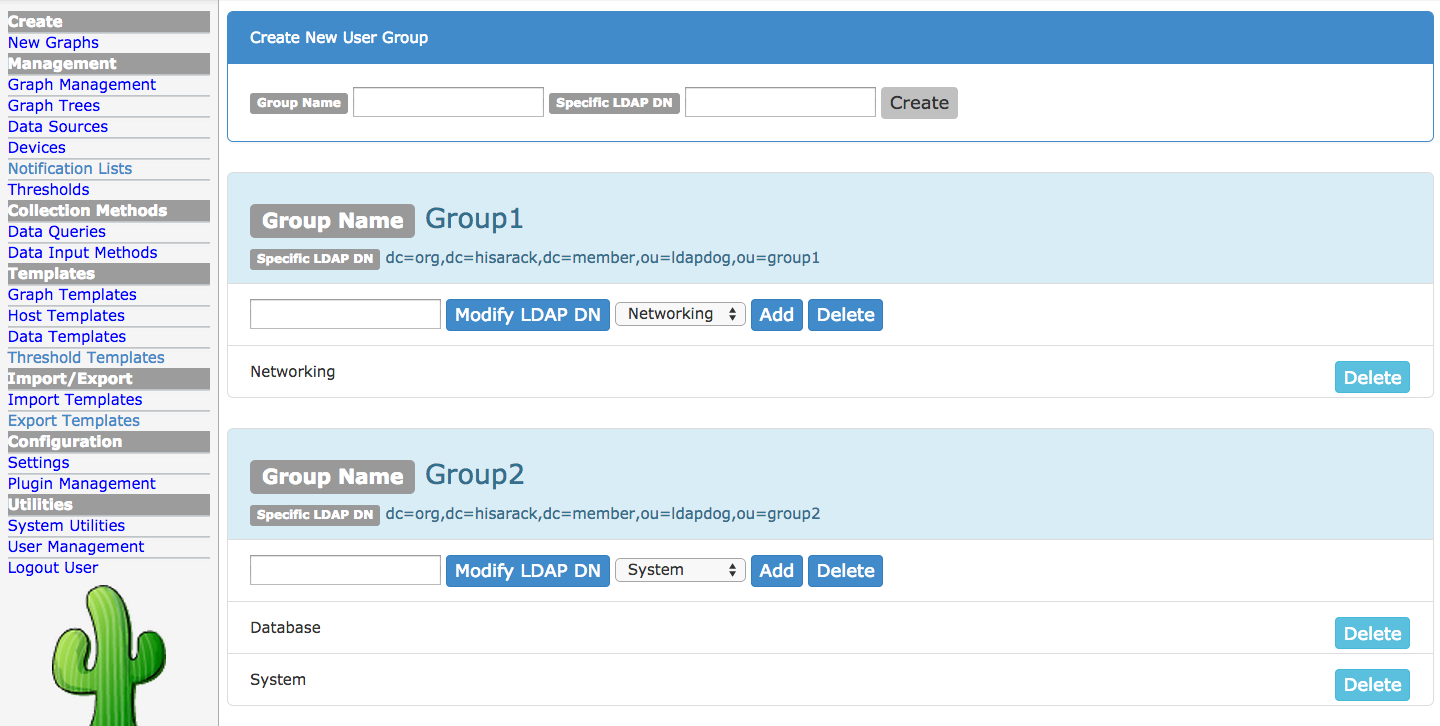 Create
New Graphs
Management
Graph Management
Graph Trees
Data Sources
Devices
Notification Lists
Thresholds
Collection Methods
Data Queries
Data Input Methods
Templates
Graph Templates
Host Templates
Data Templates
Threshold Templates
Import/Export
Import Templates
Export Templates
Configuration
Settings
Plugin Management
Utilities
System Utilities
User Management
Logout User
Create New User Group
Group Name Specific LDAP DN Create
Group Name Group1
Specific LDAP DN dc=org,dc=hisarack,dc=member,ou=ldapdog,ou=group1
Modify LDAP DN Networking Add Delete
Networking Delete
Group Name Group2
Specific LDAP DN dc=org,dc=hisarack,dc=member,ou=ldapdog,ou=group2
Modify LDAP DN System Add Delete
Database Delete
System Delete